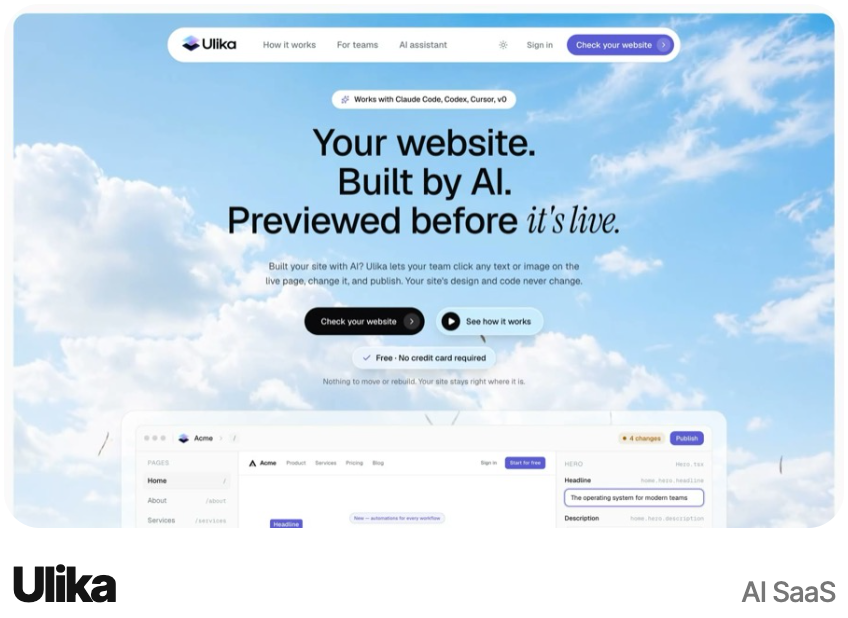 Ulika How it works For teams AI assistant Sign in Check your website
Works with Claude Code, Codex, Cursor, v0
Your website.
Built by AI.
Previewed before it's live.
Built your site with AI? Ulika lets your team click any text or image on the
live page, change it, and publish. Your site's design and code never change.
Check your website See how it works
Free · No credit card required
Nothing to move or rebuild. Your site stays right where it is.
Acme / 4 changes Publish
PAGES
Home /
About /about
Services /services
Acme Product Services Pricing Blog Sign in Start for free
New — automations for every workflow
Headline
HERO Hero.tsx
Headline home.hero.headline
The operating system for modern teams
Description home.hero.description
Ulika AI SaaS